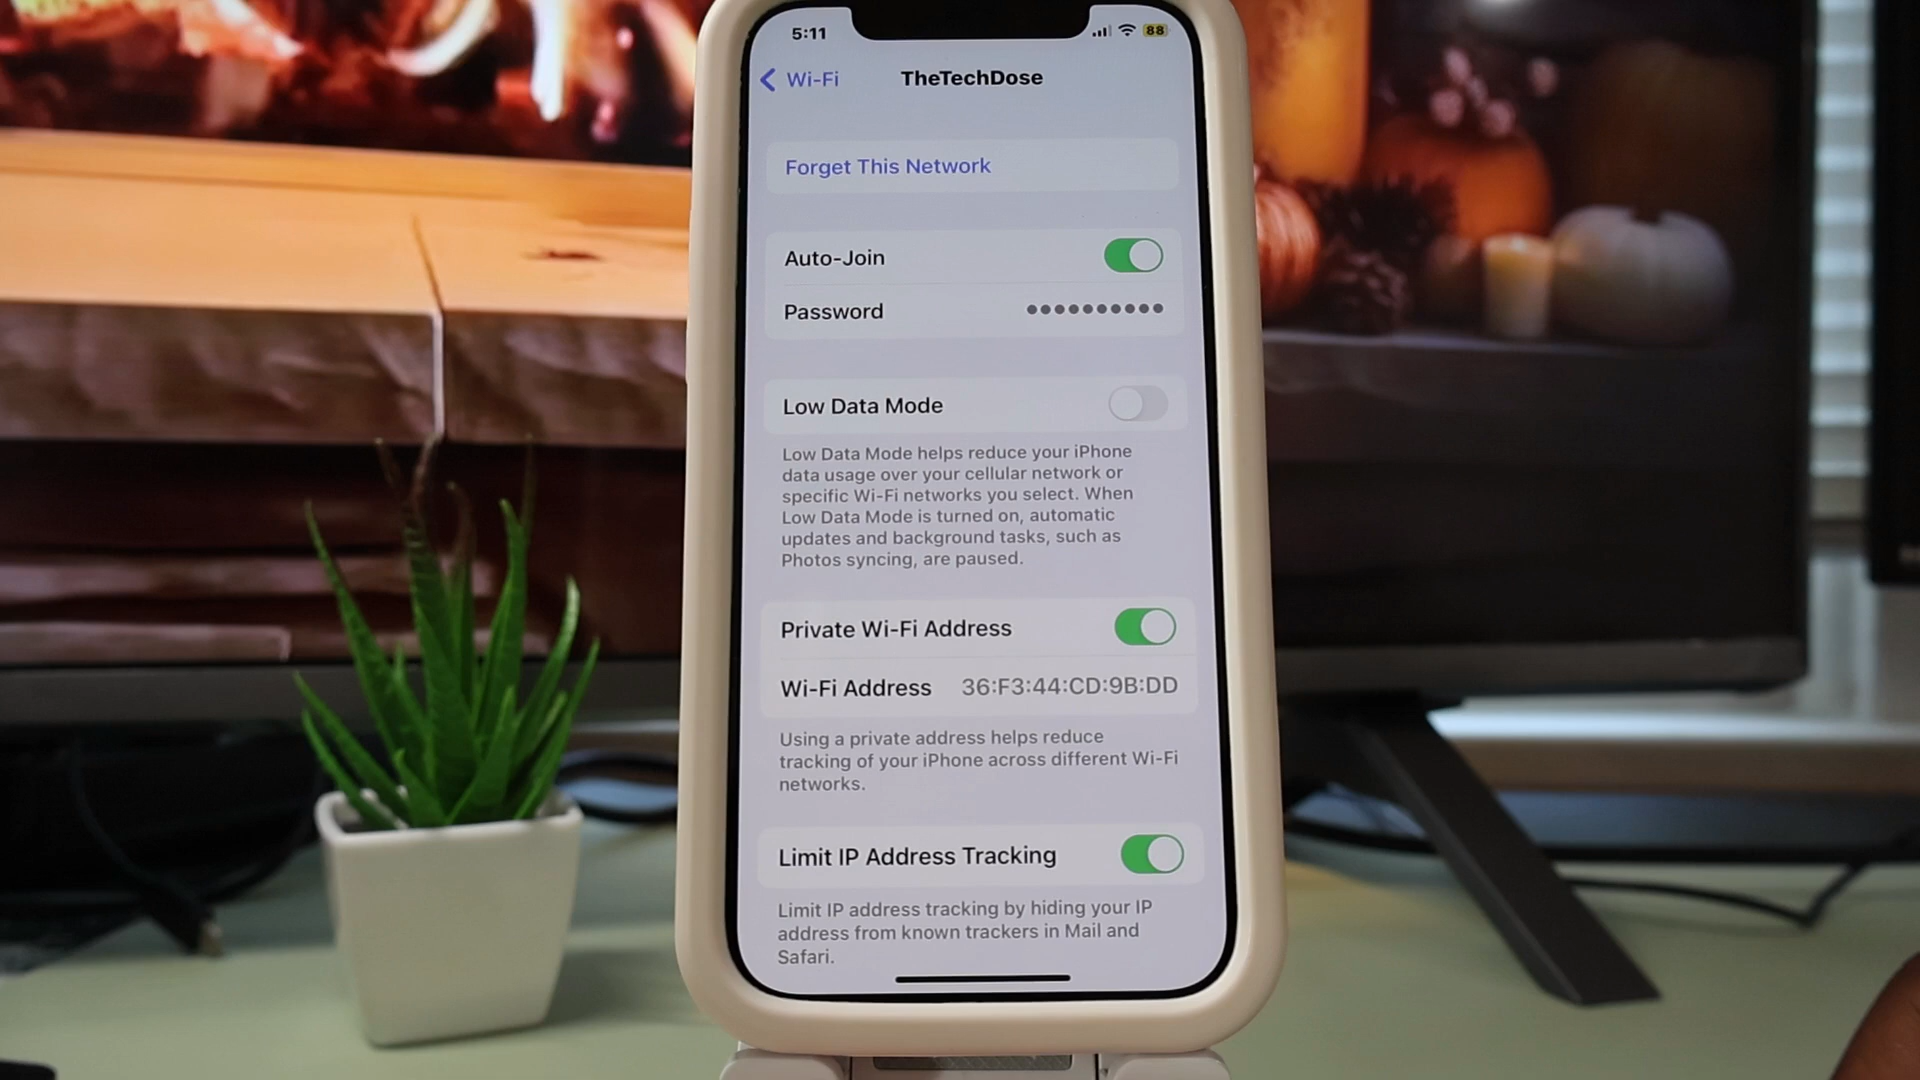 5:11
88
Wi-Fi
TheTechDose
Forget This Network
Auto-Join
Password ••••••••••
Low Data Mode
Low Data Mode helps reduce your iPhone
data usage over your cellular network or
specific Wi-Fi networks you select. When
Low Data Mode is turned on, automatic
updates and background tasks, such as
Photos syncing, are paused.
Private Wi-Fi Address
Wi-Fi Address 36:F3:44:CD:9B:DD
Using a private address helps reduce
tracking of your iPhone across different Wi-Fi
networks.
Limit IP Address Tracking
Limit IP address tracking by hiding your IP
address from known trackers in Mail and
Safari.